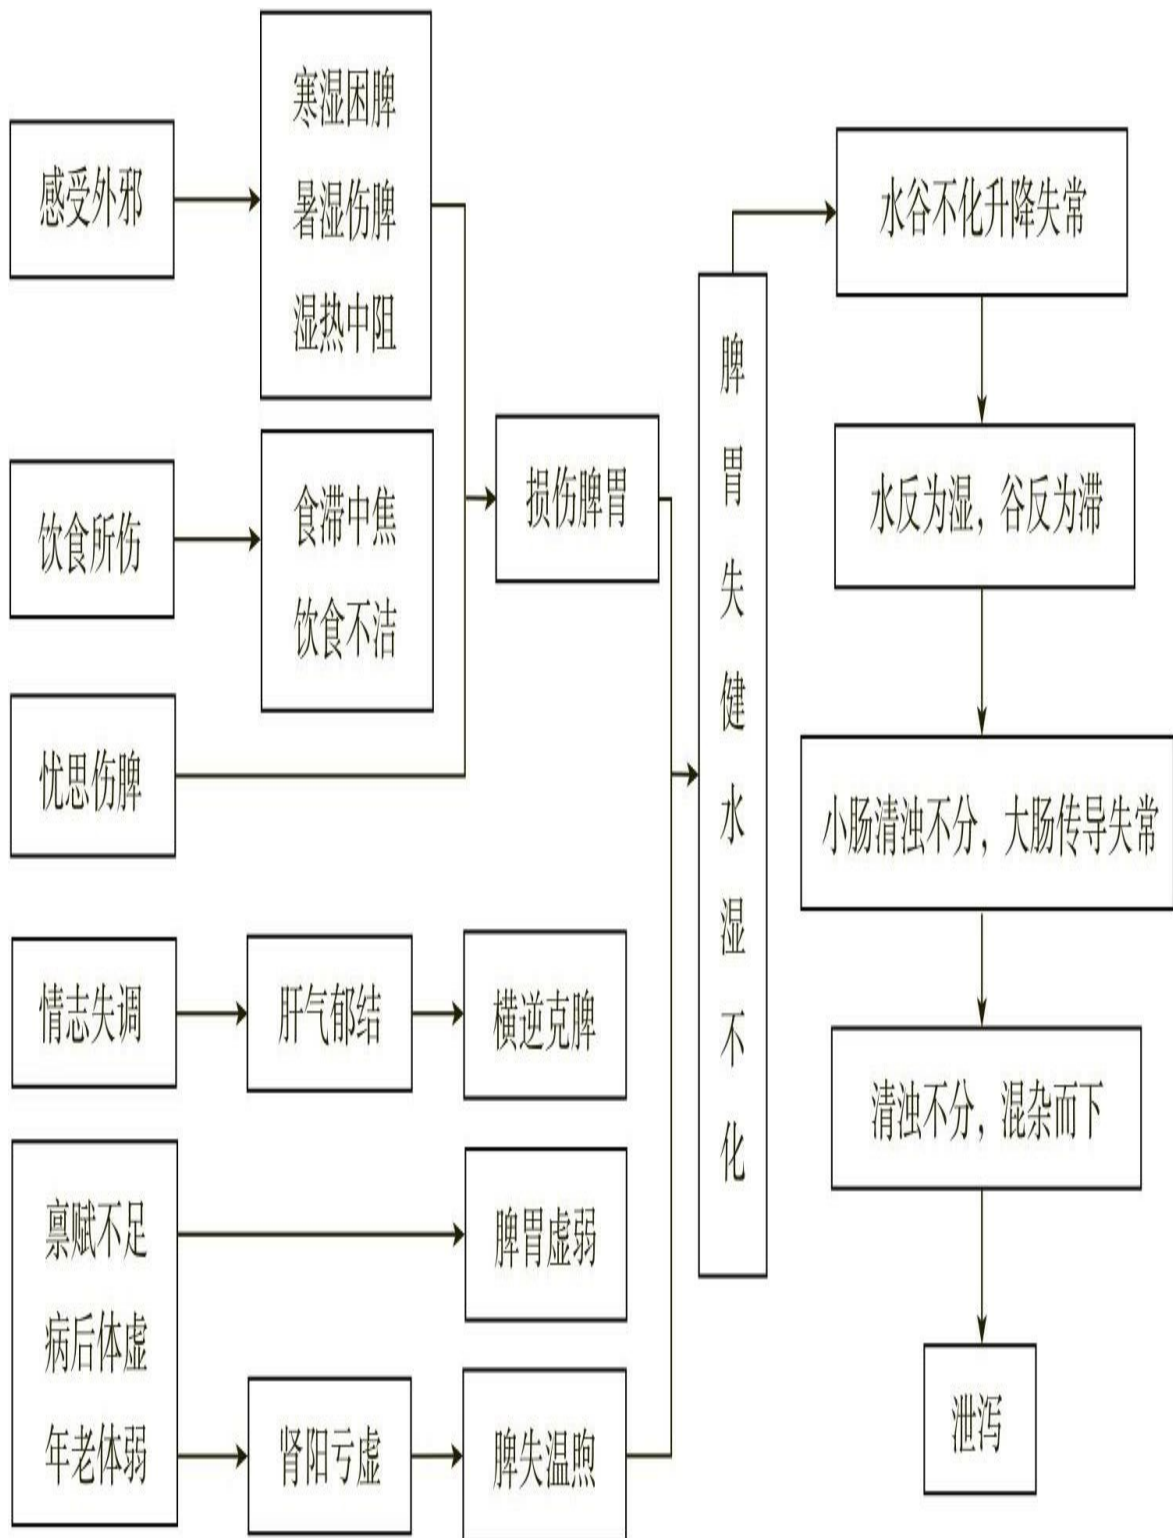 感受外邪
寒湿困脾
暑湿伤脾
湿热中阻
饮食所伤
食滞中焦
饮食不洁
忧思伤脾
损伤脾胃
情志失调
肝气郁结
横逆克脾
禀赋不足
病后体虚
年老体弱
脾胃虚弱
肾阳亏虚
脾失温煦
脾胃失健水湿不化
水谷不化升降失常
水反为湿，谷反为滞
小肠清浊不分，大肠传导失常
清浊不分，混杂而下
泄泻